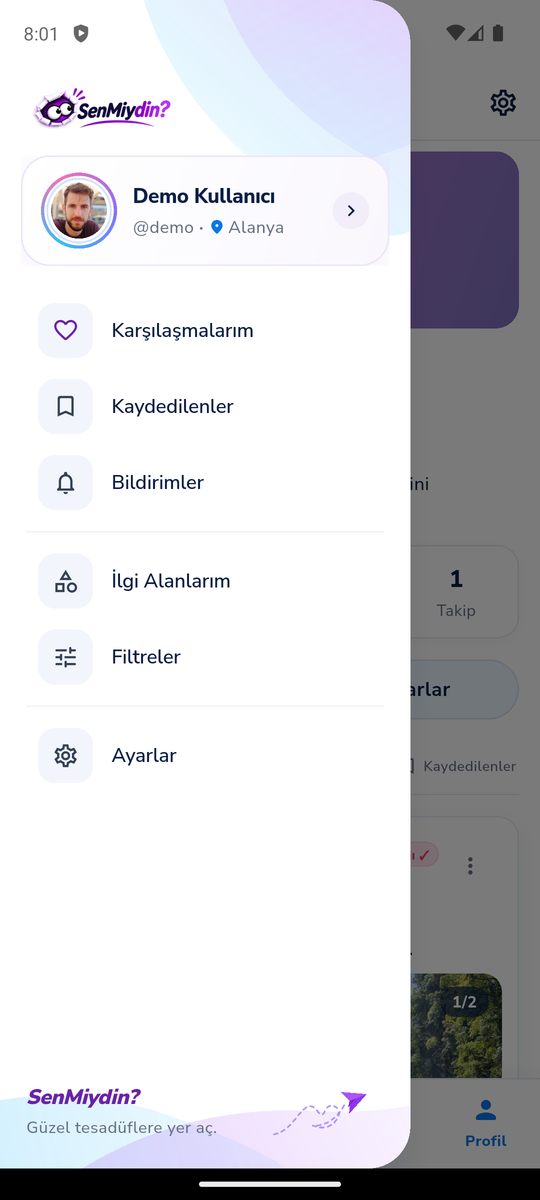 8:01
SenMiydin?
Demo Kullanıcı
@demo · Alanya
Karşılaşmalarım
Kaydedilenler
Bildirimler
İlgi Alanlarım
Filtreler
Ayarlar
SenMiydin?
Güzel tesadüflere yer aç.
ini
1
Takip
arlar
Kaydedilenler
1/2
Profil